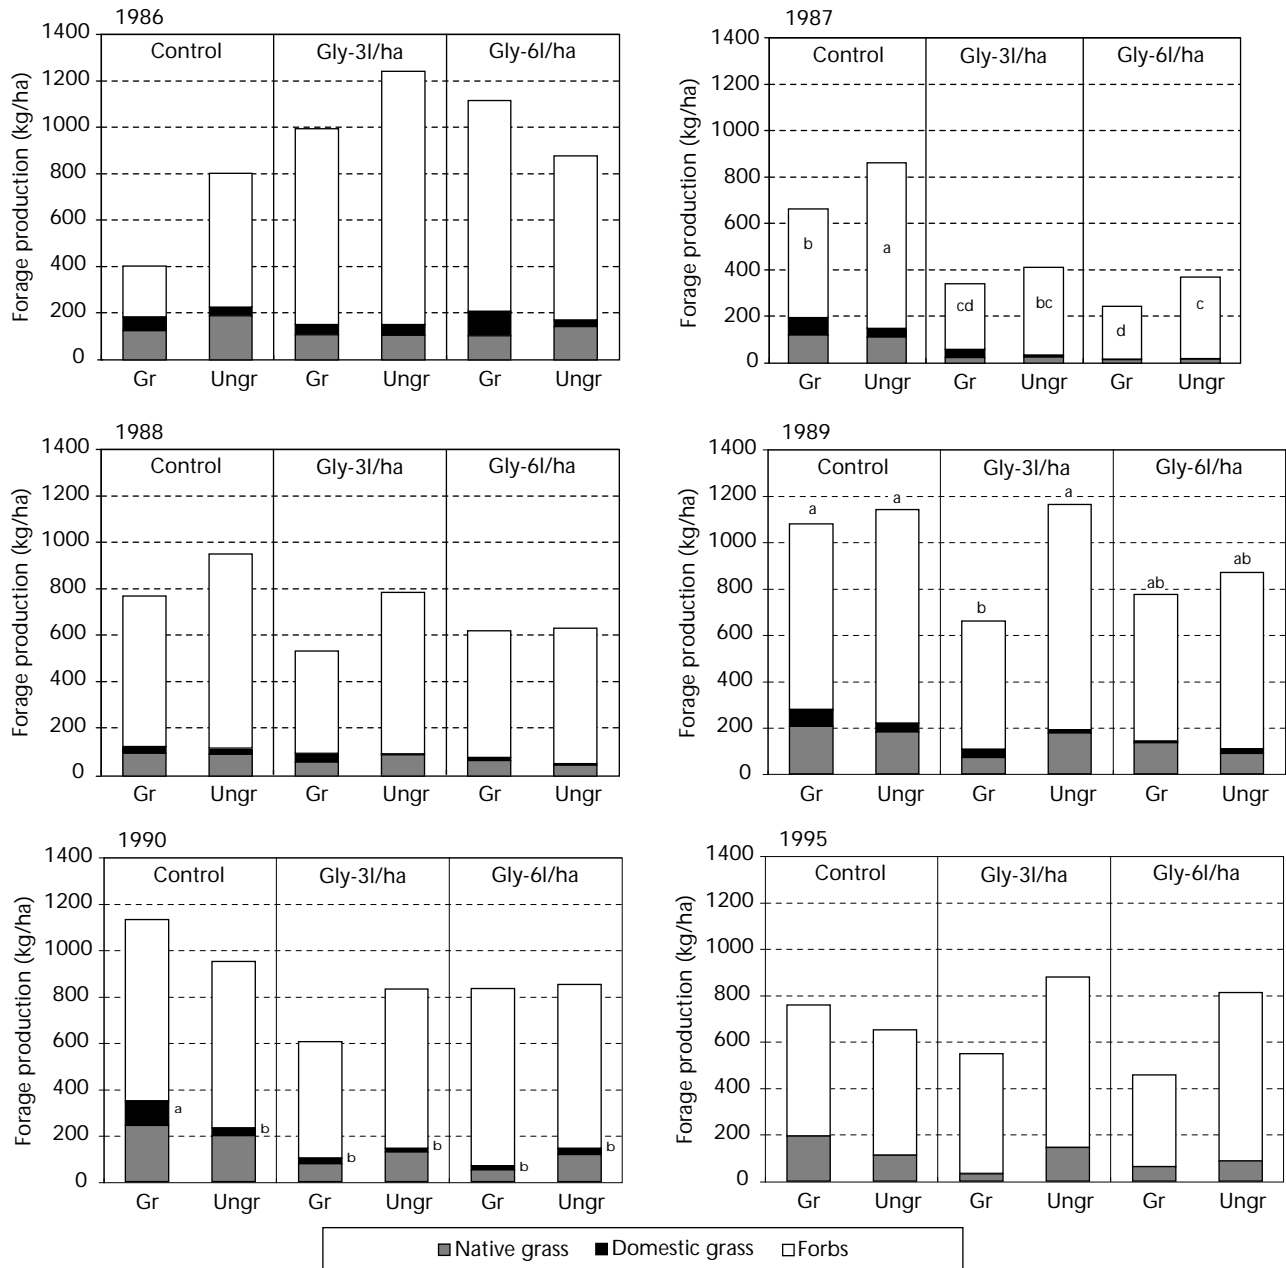 1986
Control Gly-3l/ha Gly-6l/ha
Forage production (kg/ha)
1400
1200
1000
800
600
400
200
0
Gr Ungr Gr Ungr Gr Ungr
1987
Control Gly-3l/ha Gly-6l/ha
Forage production (kg/ha)
1400
1200
1000
800
600
400
200
0
b a cd bc d c
Gr Ungr Gr Ungr Gr Ungr
1988
Control Gly-3l/ha Gly-6l/ha
Forage production (kg/ha)
1400
1200
1000
800
600
400
200
0
Gr Ungr Gr Ungr Gr Ungr
1989
Control Gly-3l/ha Gly-6l/ha
Forage production (kg/ha)
1400
1200
1000
800
600
400
200
0
a a b a ab ab
Gr Ungr Gr Ungr Gr Ungr
1990
Control Gly-3l/ha Gly-6l/ha
Forage production (kg/ha)
1400
1200
1000
800
600
400
200
0
a b b b b b
Gr Ungr Gr Ungr Gr Ungr
1995
Control Gly-3l/ha Gly-6l/ha
Forage production (kg/ha)
1400
1200
1000
800
600
400
200
0
Gr Ungr Gr Ungr Gr Ungr
Native grass Domestic grass Forbs